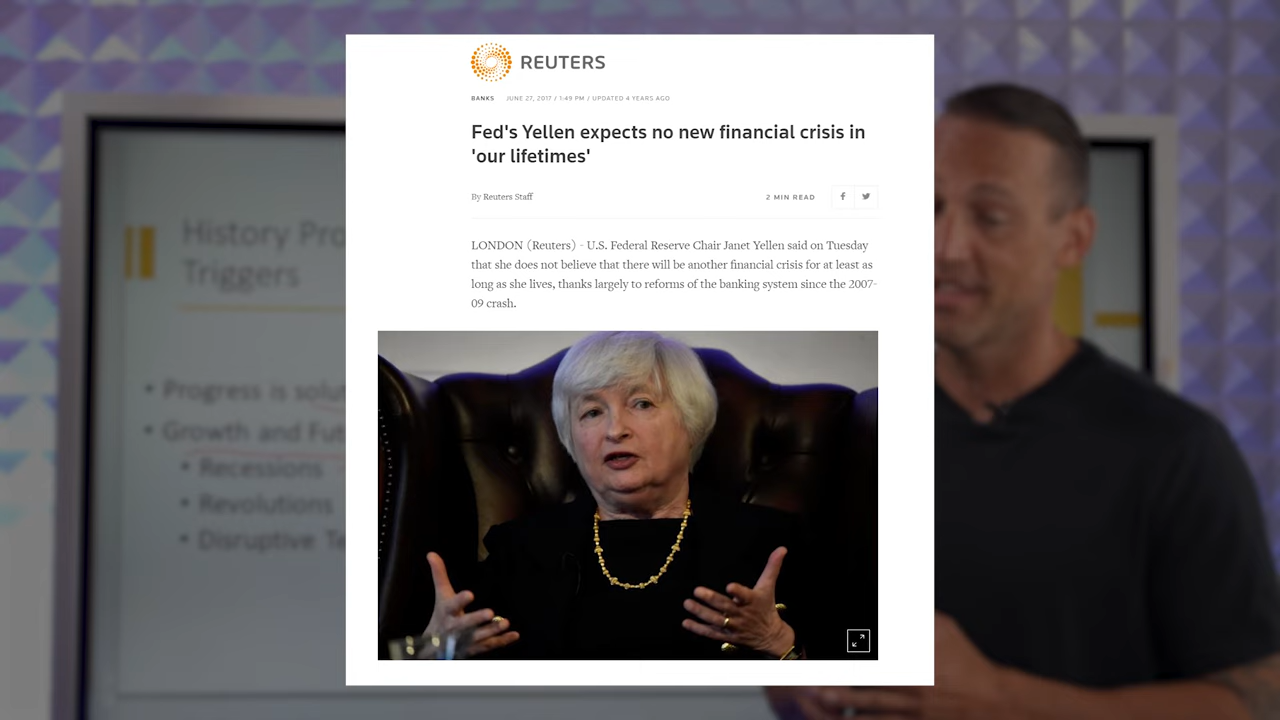 REUTERS
BANKS JUNE 27, 2017 / 1:49 PM / UPDATED 4 YEARS AGO
Fed's Yellen expects no new financial crisis in
'our lifetimes'
By Reuters Staff
2 MIN READ
LONDON (Reuters) - U.S. Federal Reserve Chair Janet Yellen said on Tuesday
that she does not believe that there will be another financial crisis for at least as
long as she lives, thanks largely to reforms of the banking system since the 2007-
09 crash.
History Pro
Triggers
• Progress is solut
• Growth and Fut
• Recessions
• Revolutions
• Disruptive Te